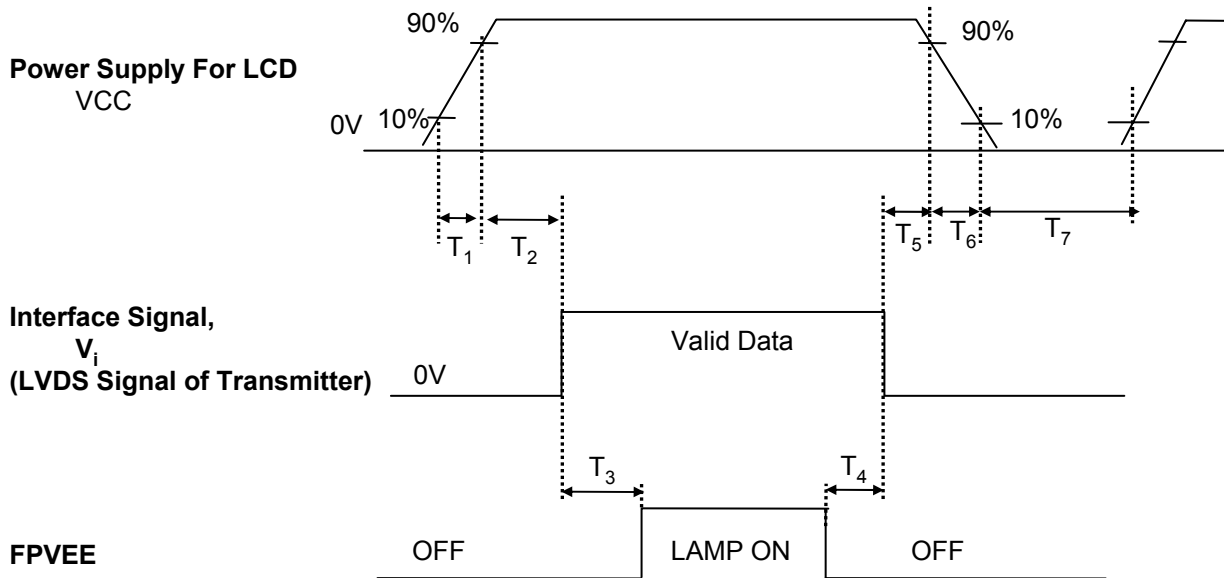 90%
90%
Power Supply For LCD
VCC
0V
10%
10%
T1
T2
T5
T6
T7
Interface Signal,
Vi
(LVDS Signal of Transmitter)
0V
Valid Data
T3
T4
FPVEE
OFF
LAMP ON
OFF